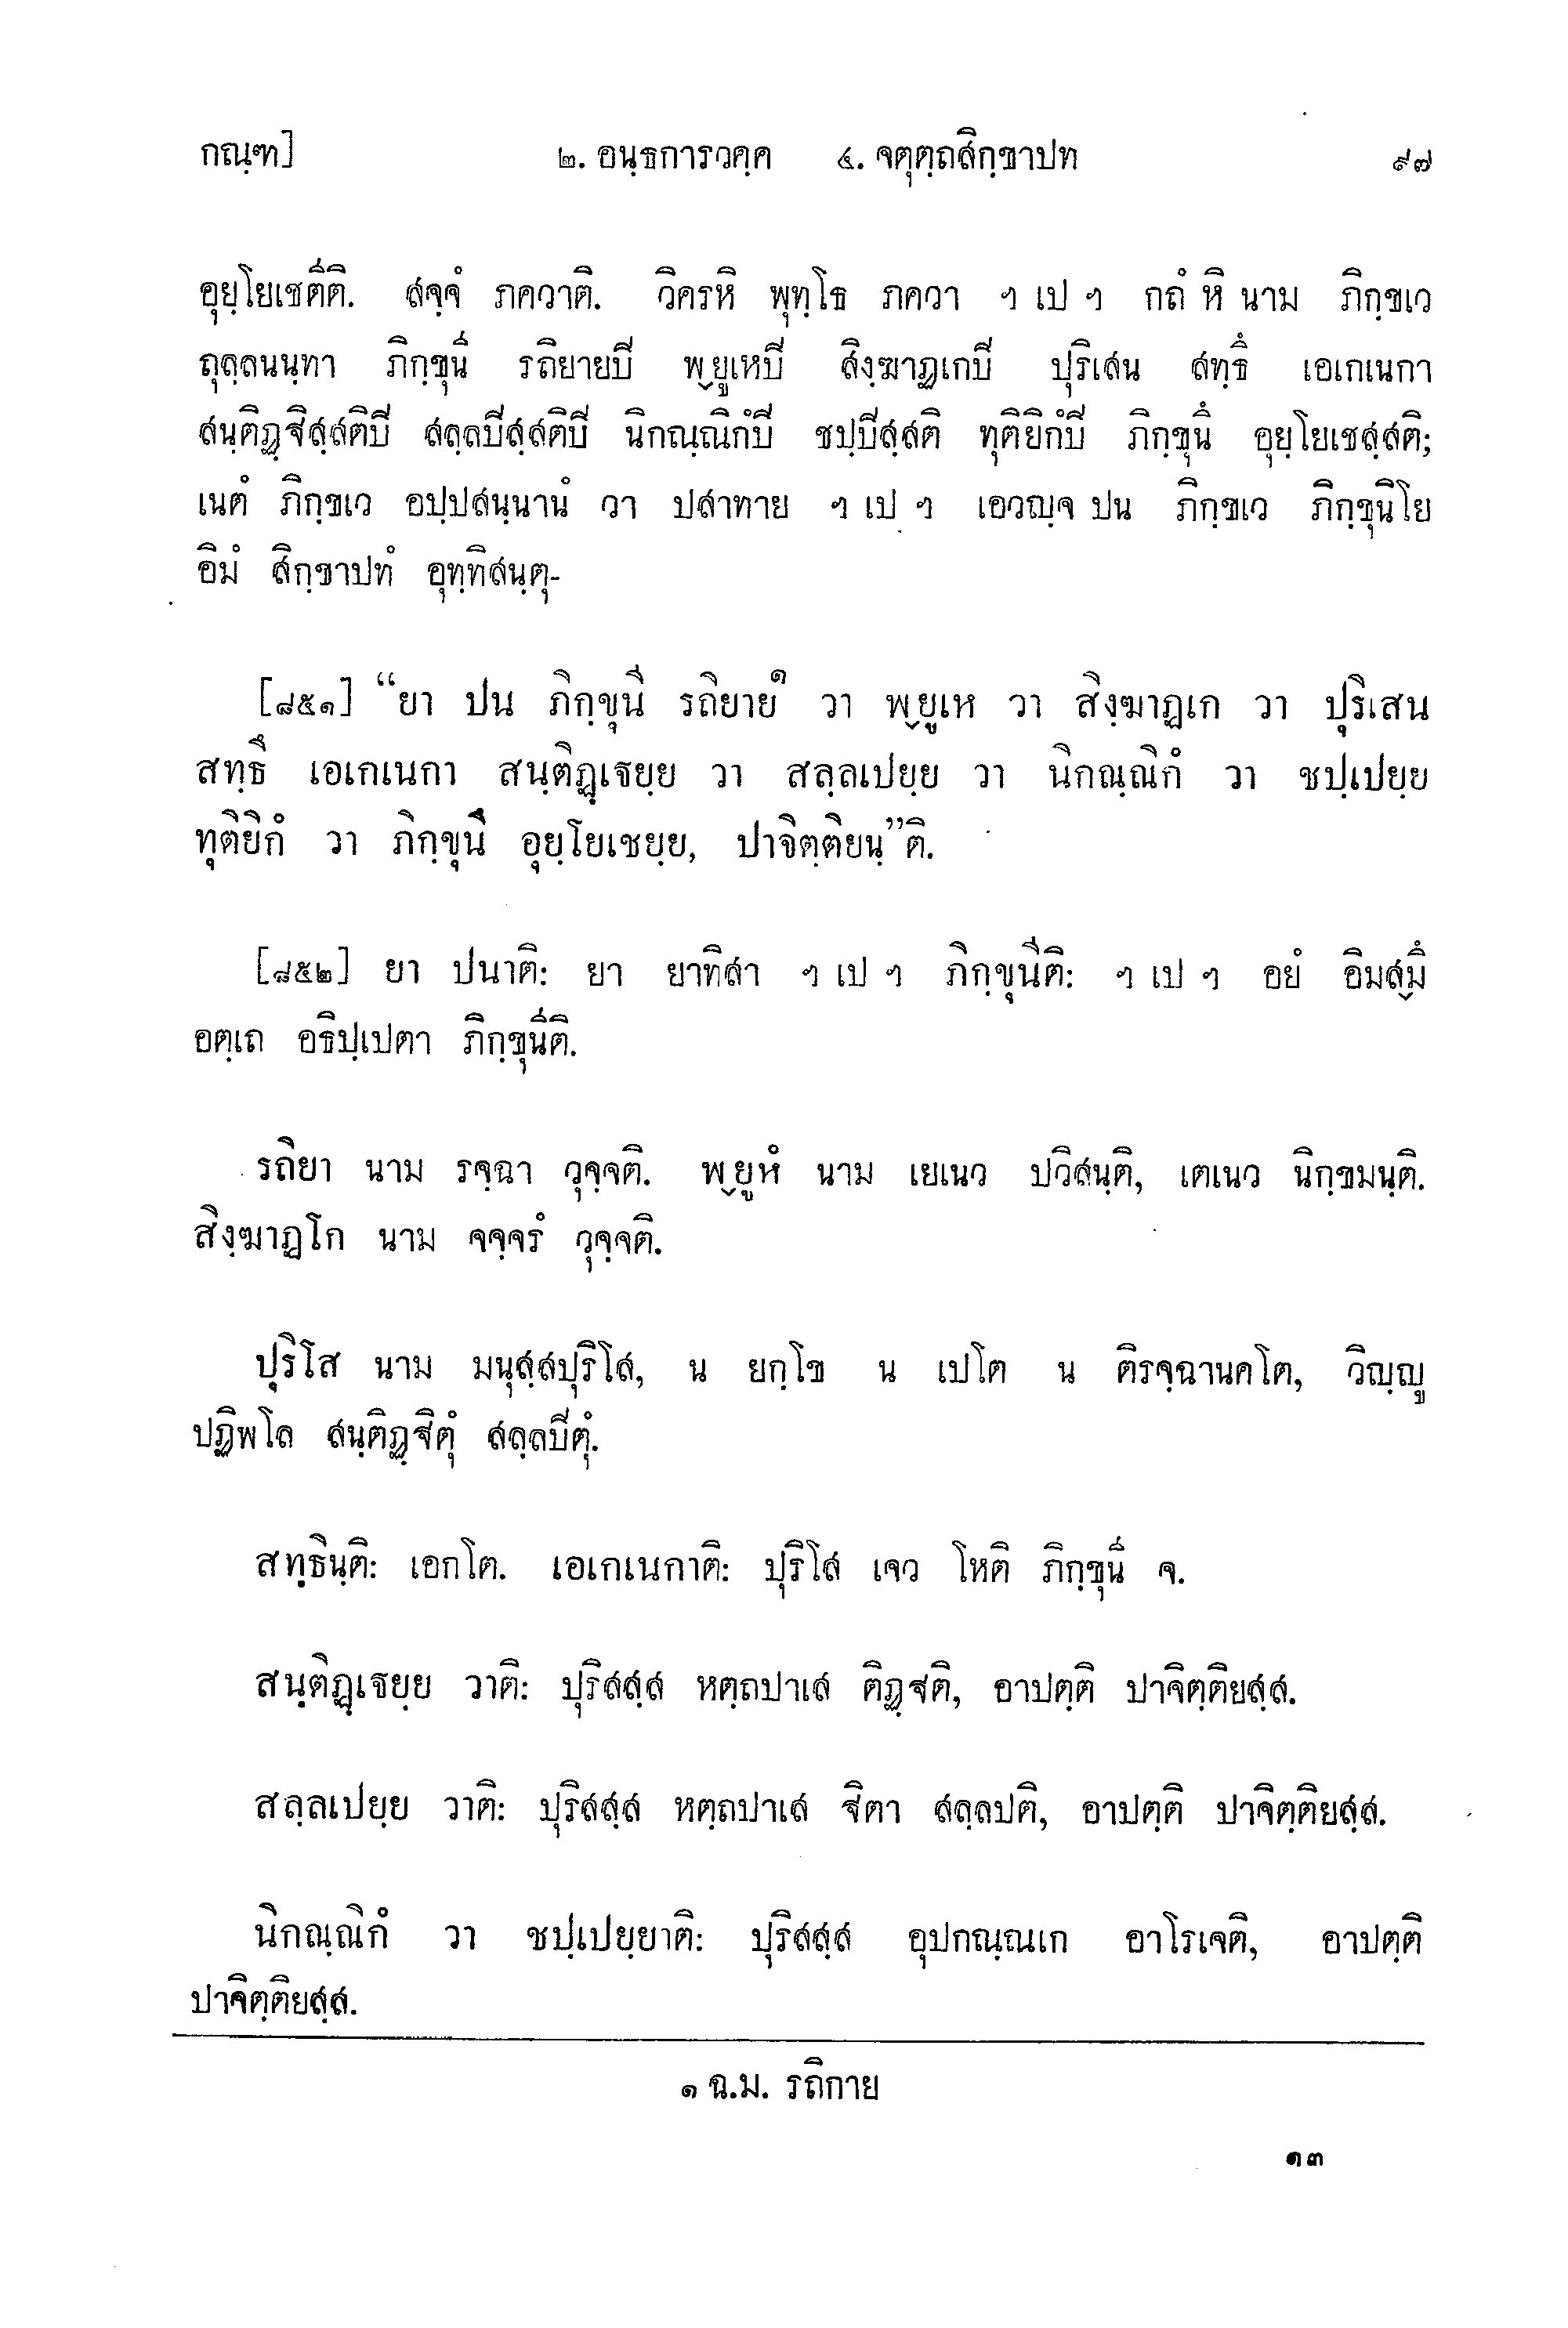 กณฺฑ] ๒. อนฺธการวคฺค ๔. จตุตฺถสิกฺขาปท ๙๗
อุยฺโยเชตีติ. สจฺจํ ภควาติ. วิครหิ พุทฺโธ ภควา ฯ เป ฯ กถํ หิ นาม ภิกฺขเว
ถุลฺลนนฺทา ภิกฺขุนี รถิยายปิ พฺยูเหปิ สิงฺฆาฏเกปิ ปุริเสน สทฺธึ เอเกเนกา
สนฺติฏฺฐิสฺสติปิ สลฺลปิสฺสติปิ นิกณฺณิกํปิ ชปฺปิสฺสติ ทุติยิกํปิ ภิกฺขุนึ อุยฺโยเชสฺสติ;
เนตํ ภิกฺขเว อปฺปสนฺนานํ วา ปสาทาย ฯ เป ฯ เอวญฺจ ปน ภิกฺขเว ภิกฺขุนิโย
อิมํ สิกฺขาปทํ อุทฺทิสนฺตุ-
[๘๕๑] “ยา ปน ภิกฺขุนี รถิยาย๑ วา พฺยูเห วา สิงฺฆาฏเก วา ปุริเสน
สทฺธึ เอเกเนกา สนฺติฏฺเฐยฺย วา สลฺลเปยฺย วา นิกณฺณิกํ วา ชปฺเปยฺย
ทุติยิกํ วา ภิกฺขุนึ อุยฺโยเชยฺย, ปาจิตฺติยนฺ”ติ.
[๘๕๒] ยา ปนาติ: ยา ยาทิสา ฯ เป ฯ ภิกฺขุนีติ: ฯ เป ฯ อยํ อิมสฺมึ
อตฺเถ อธิปฺเปตา ภิกฺขุนีติ.
รถิยา นาม รจฺฉา วุจฺจติ. พฺยูหํ นาม เยเนว ปวิสนฺติ, เตเนว นิกฺขมนฺติ.
สิงฺฆาฏโก นาม จจฺจรํ วุจฺจติ.
ปุริโส นาม มนุสฺสปุริโส, น ยกฺโข น เปโต น ติรจฺฉานคโต, วิญฺญู
ปฏิพโล สนฺติฏฺฐิตุํ สลฺลปิตุํ.
สทฺธินฺติ: เอกโต. เอเกเนกาติ: ปุริโส เจว โหติ ภิกฺขุนี จ.
สนฺติฏฺเฐยฺย วาติ: ปุริสสฺส หตฺถปาเส ติฏฺฐติ, อาปตฺติ ปาจิตฺติยสฺส.
สลฺลเปยฺย วาติ: ปุริสสฺส หตฺถปาเส ฐิตา สลฺลปติ, อาปตฺติ ปาจิตฺติยสฺส.
นิกณฺณิกํ วา ชปฺเปยฺยาติ: ปุริสสฺส อุปกณฺณเก อาโรเจติ, อาปตฺติ
ปาจิตฺติยสฺส.
๑ ฉ.ม. รถิกาย
๑๓